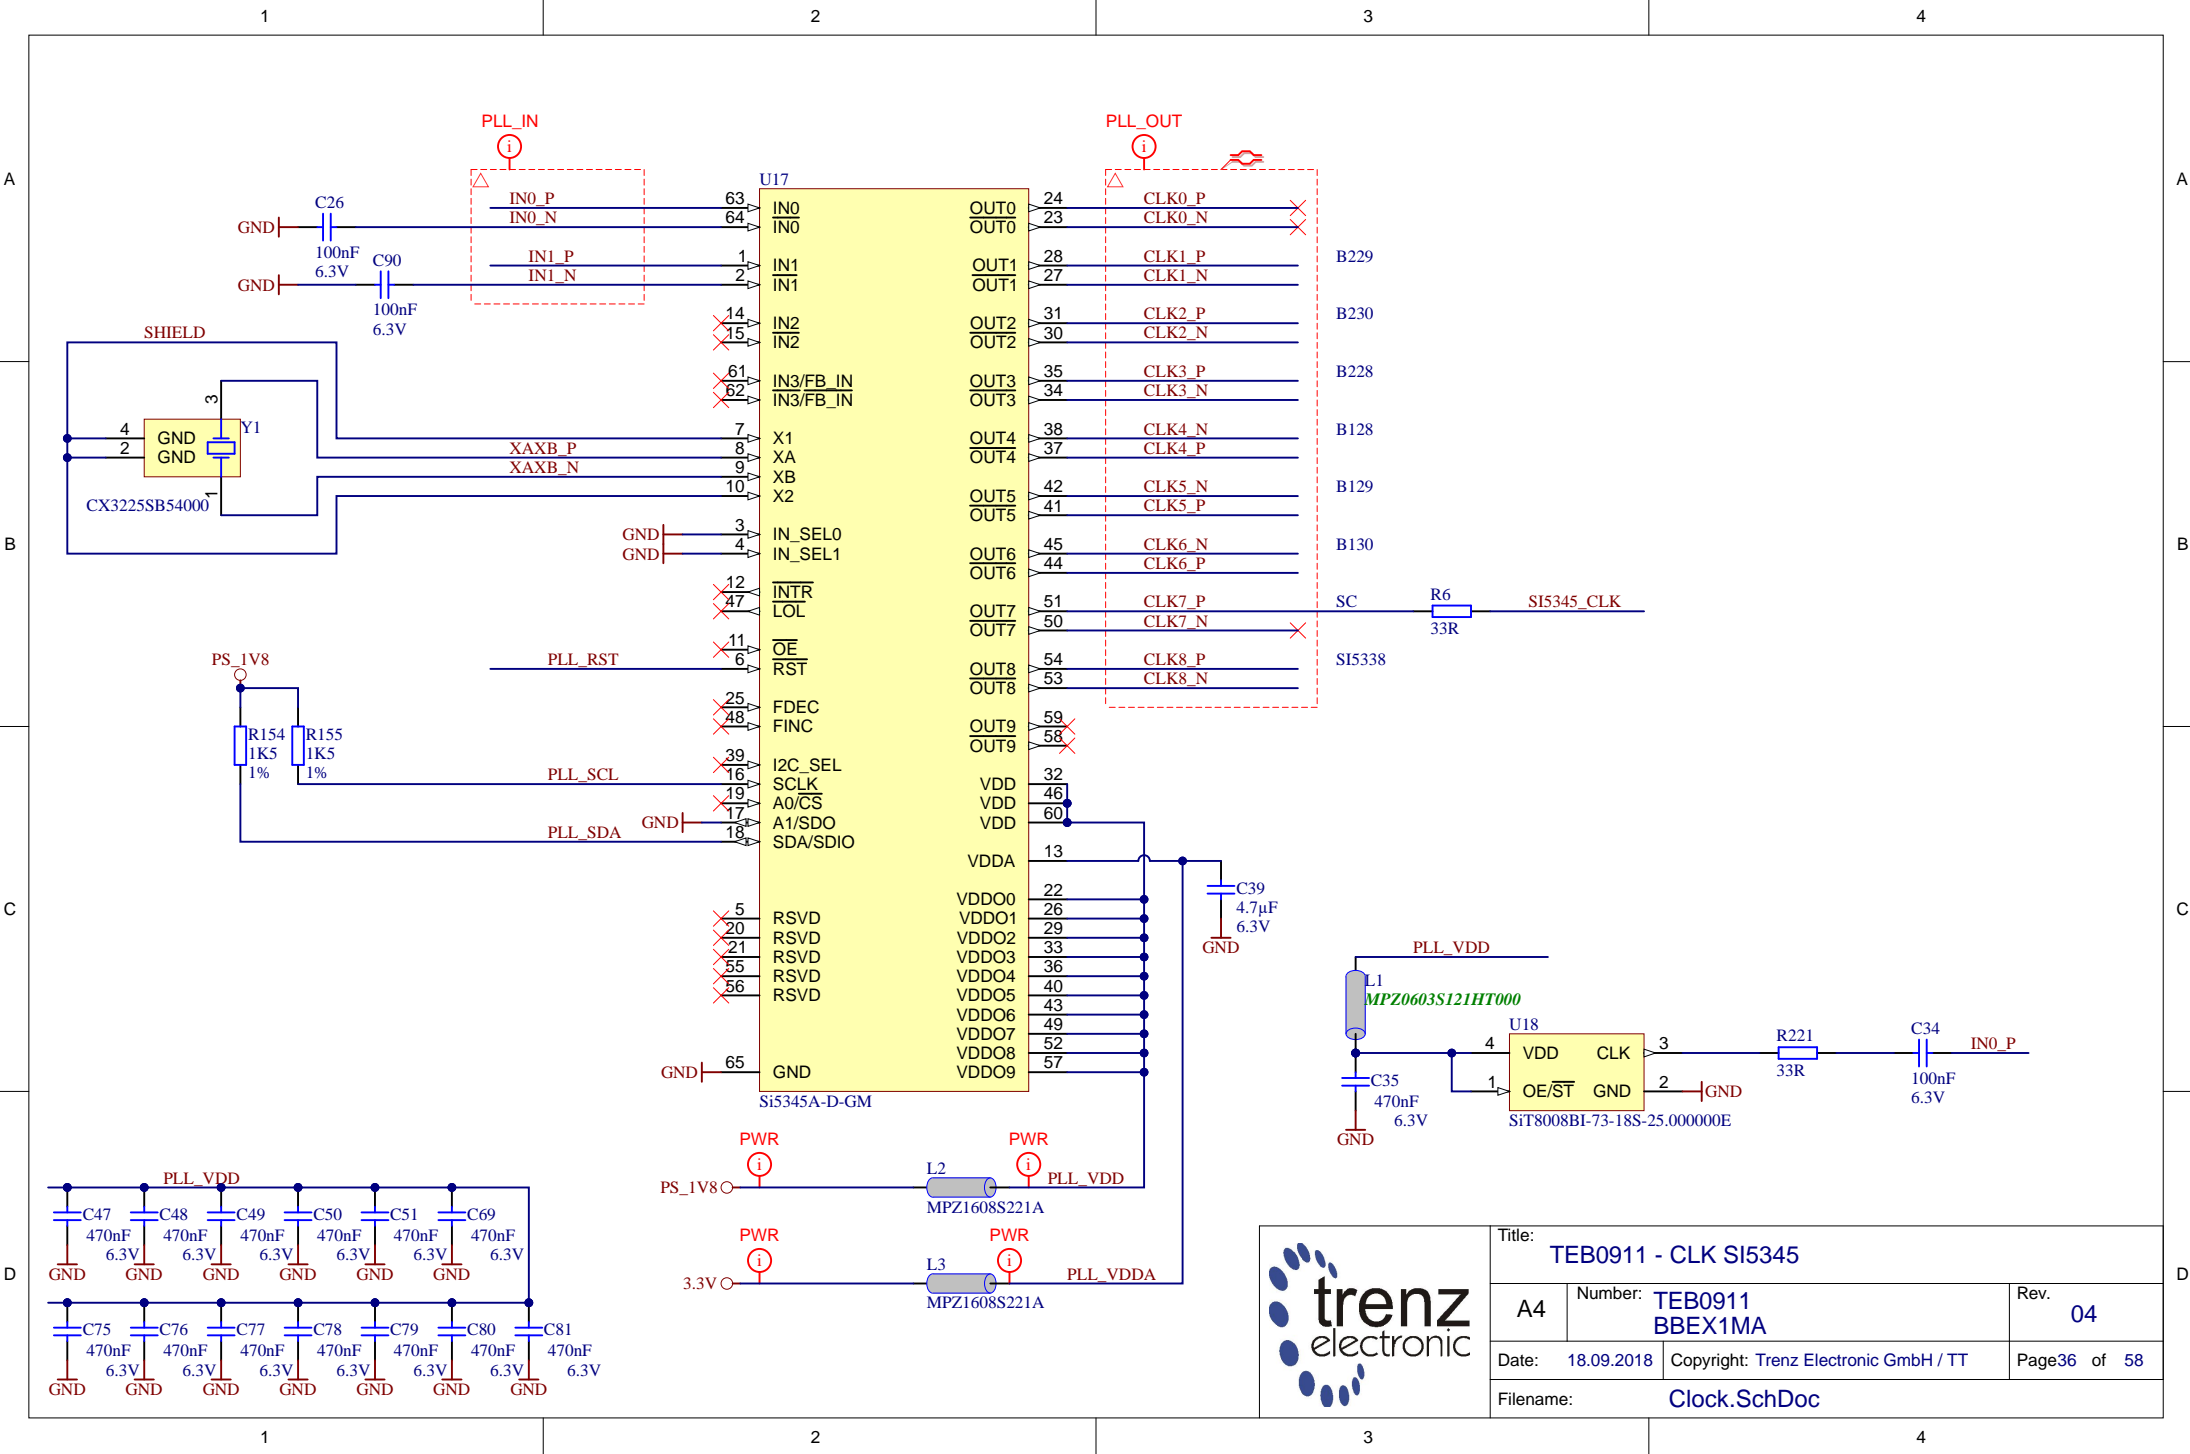 1 2 3 4
A
B
C
D
A
B
C
D
PLL_IN
IN0_P
IN0_N
IN1_P
IN1_N
C26
100nF
6.3V
GND
C90
100nF
6.3V
GND
SHIELD
4 GND
2 GND
3
1
Y1
CX3225SB54000
XAXB_P
XAXB_N
GND
GND
PLL_RST
PS_1V8
R154
1K5
1%
R155
1K5
1%
PLL_SCL
GND
PLL_SDA
GND
U17
63 IN0
64 IN0
1 IN1
2 IN1
14 IN2
15 IN2
61 IN3/FB_IN
62 IN3/FB_IN
7 X1
8 XA
9 XB
10 X2
3 IN_SEL0
4 IN_SEL1
12 INTR
47 LOL
11 OE
6 RST
25 FDEC
48 FINC
39 I2C_SEL
16 SCLK
19 A0/CS
17 A1/SDO
18 SDA/SDIO
5 RSVD
20 RSVD
21 RSVD
55 RSVD
56 RSVD
65 GND
Si5345A-D-GM
PLL_OUT
OUT0 24 CLK0_P
OUT0 23 CLK0_N
OUT1 28 CLK1_P B229
OUT1 27 CLK1_N
OUT2 31 CLK2_P B230
OUT2 30 CLK2_N
OUT3 35 CLK3_P B228
OUT3 34 CLK3_N
OUT4 38 CLK4_N B128
OUT4 37 CLK4_P
OUT5 42 CLK5_N B129
OUT5 41 CLK5_P
OUT6 45 CLK6_N B130
OUT6 44 CLK6_P
OUT7 51 CLK7_P SC R6 33R SI5345_CLK
OUT7 50 CLK7_N
OUT8 54 CLK8_P SI5338
OUT8 53 CLK8_N
OUT9 59
OUT9 58
VDD 32
VDD 46
VDD 60
VDDA 13
VDDO0 22
VDDO1 26
VDDO2 29
VDDO3 33
VDDO4 36
VDDO5 40
VDDO6 43
VDDO7 49
VDDO8 52
VDDO9 57
C39
4.7µF
6.3V
GND
PLL_VDD
L1
MPZ0603S121HT000
C35
470nF
6.3V
GND
U18
4 VDD CLK 3
1 OE/ST GND 2 GND
SiT8008BI-73-18S-25.000000E
R221
33R
C34
100nF
6.3V
IN0_P
PWR PWR
PS_1V8 L2 PLL_VDD
MPZ1608S221A
PWR PWR
3.3V L3 PLL_VDDA
MPZ1608S221A
PLL_VDD
C47 C48 C49 C50 C51 C69
470nF 470nF 470nF 470nF 470nF 470nF
6.3V 6.3V 6.3V 6.3V 6.3V 6.3V
GND GND GND GND GND GND
C75 C76 C77 C78 C79 C80 C81
470nF 470nF 470nF 470nF 470nF 470nF 470nF
6.3V 6.3V 6.3V 6.3V 6.3V 6.3V 6.3V
GND GND GND GND GND GND GND
trenz
electronic
Title:
TEB0911 - CLK SI5345
A4 Number: TEB0911
BBEX1MA
Rev.
04
Date: 18.09.2018 Copyright: Trenz Electronic GmbH / TT Page36 of 58
Filename: Clock.SchDoc
1 2 3 4